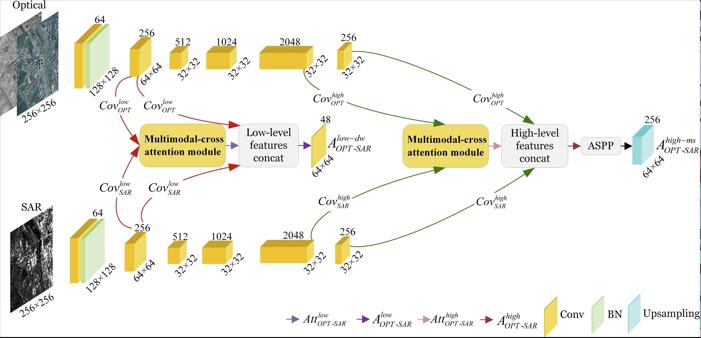 Optical
256×256
64
128×128
256
64×64
512
32×32
1024
32×32
2048
32×32
256
32×32
Cov_{OPT}^{low}
Cov_{OPT}^{low}
Cov_{OPT}^{high}
Cov_{OPT}^{high}
Multimodal-cross
attention module
Low-level
features
concat
48
64×64
A_{OPT-SAR}^{low-dw}
Multimodal-cross
attention module
High-level
features
concat
ASPP
256
64×64
A_{OPT-SAR}^{high-ms}
Cov_{SAR}^{low}
Cov_{SAR}^{low}
Cov_{SAR}^{high}
Cov_{SAR}^{high}
SAR
256×256
64
128×128
256
64×64
512
32×32
1024
32×32
2048
32×32
256
32×32
Att_{OPT-SAR}^{low}
A_{OPT-SAR}^{low}
Att_{OPT-SAR}^{high}
A_{OPT-SAR}^{high}
Conv
BN
Upsampling